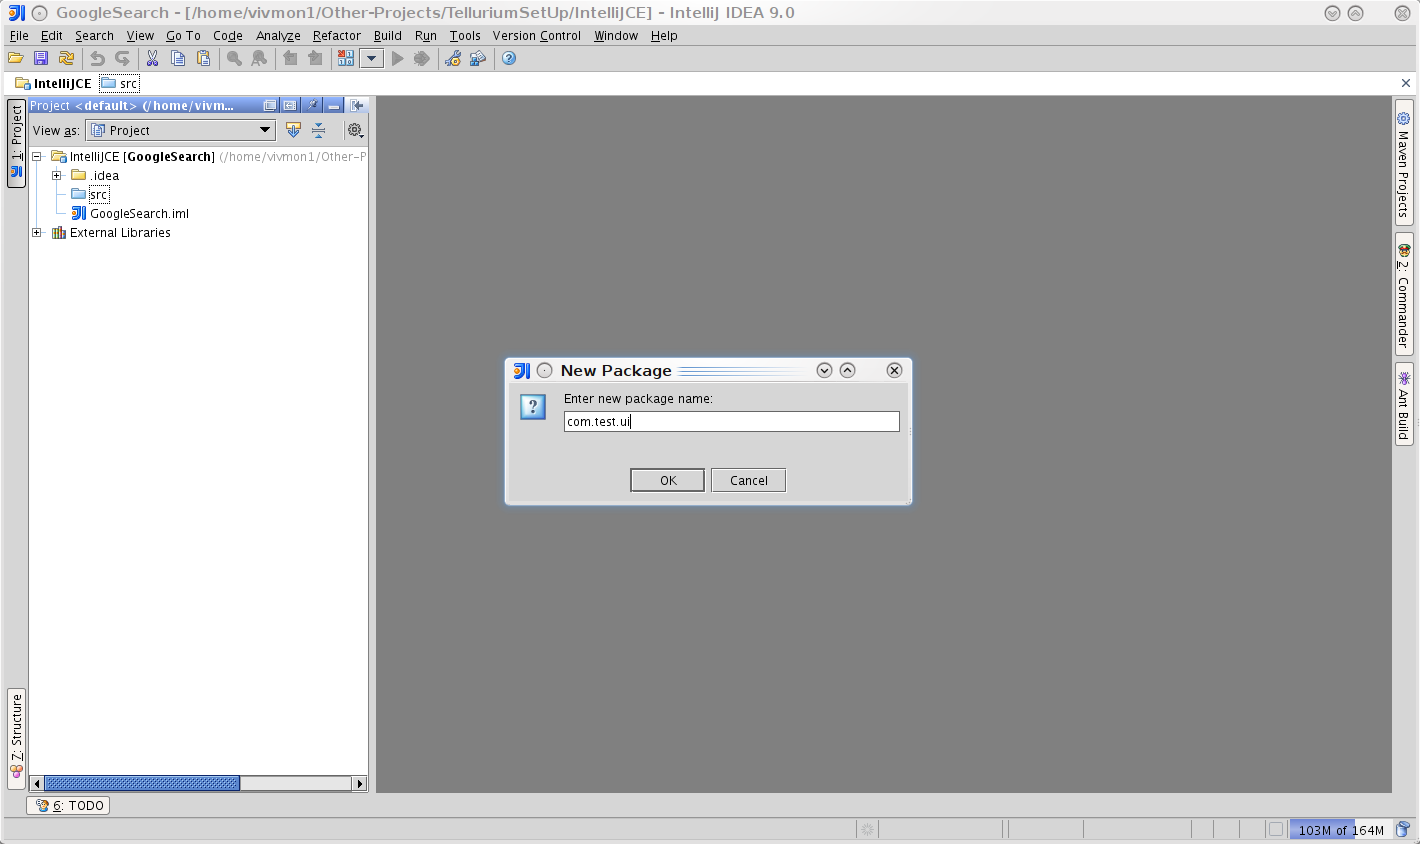 GoogleSearch - [/home/vivmon1/Other-Projects/TelluriumSetUp/IntelliJCE] - IntelliJ IDEA 9.0
File Edit Search View Go To Code Analyze Refactor Build Run Tools Version Control Window Help
IntelliJCE src
1: Project
Project <default> (/home/vivm...
View as: Project
IntelliJCE [GoogleSearch] (/home/vivmon1/Other-P
.idea
src
GoogleSearch.iml
External Libraries
New Package
Enter new package name:
com.test.ui
OK Cancel
Maven Projects
2: Commander
Ant Build
Z: Structure
6: TODO
103M of 164M